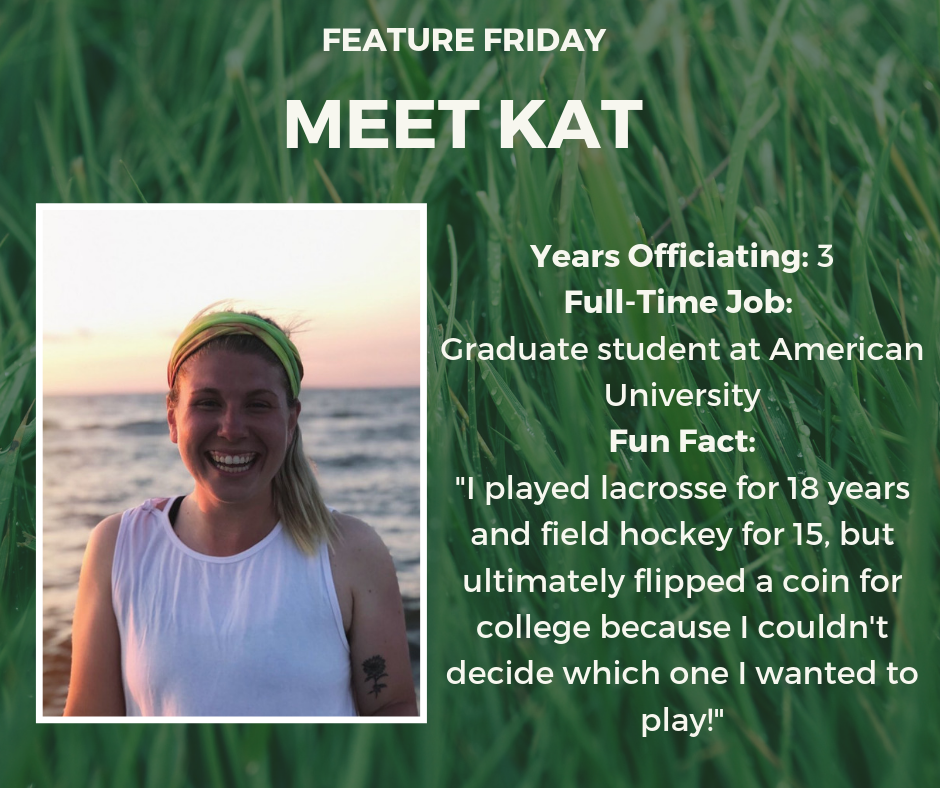 FEATURE FRIDAY
MEET KAT
Years Officiating: 3
Full-Time Job:
Graduate student at American
University
Fun Fact:
"I played lacrosse for 18 years
and field hockey for 15, but
ultimately flipped a coin for
college because I couldn't
decide which one I wanted to
play!"